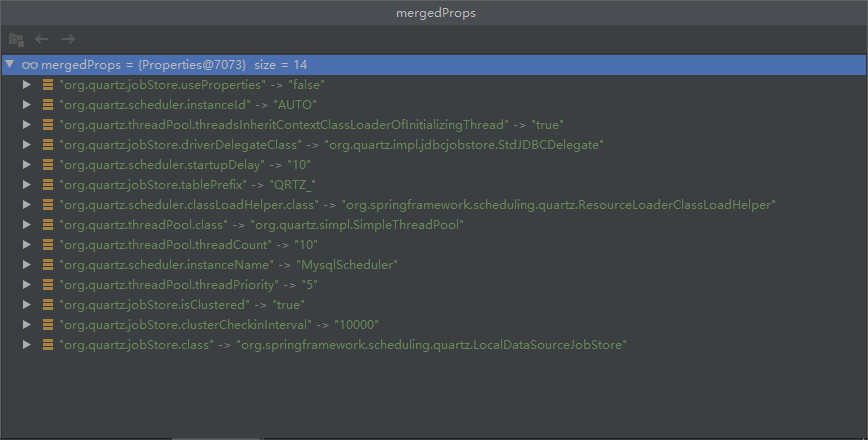 mergedProps
mergedProps = {Properties@7073} size = 14
"org.quartz.jobStore.useProperties" -> "false"
"org.quartz.scheduler.instanceId" -> "AUTO"
"org.quartz.threadPool.threadsInheritContextClassLoaderOfInitializingThread" -> "true"
"org.quartz.jobStore.driverDelegateClass" -> "org.quartz.impl.jdbcjobstore.StdJDBCDelegate"
"org.quartz.scheduler.startupDelay" -> "10"
"org.quartz.jobStore.tablePrefix" -> "QRTZ_"
"org.quartz.scheduler.classLoadHelper.class" -> "org.springframework.scheduling.quartz.ResourceLoaderClassLoadHelper"
"org.quartz.threadPool.class" -> "org.quartz.simpl.SimpleThreadPool"
"org.quartz.threadPool.threadCount" -> "10"
"org.quartz.scheduler.instanceName" -> "MysqlScheduler"
"org.quartz.threadPool.threadPriority" -> "5"
"org.quartz.jobStore.isClustered" -> "true"
"org.quartz.jobStore.clusterCheckinInterval" -> "10000"
"org.quartz.jobStore.class" -> "org.springframework.scheduling.quartz.LocalDataSourceJobStore"